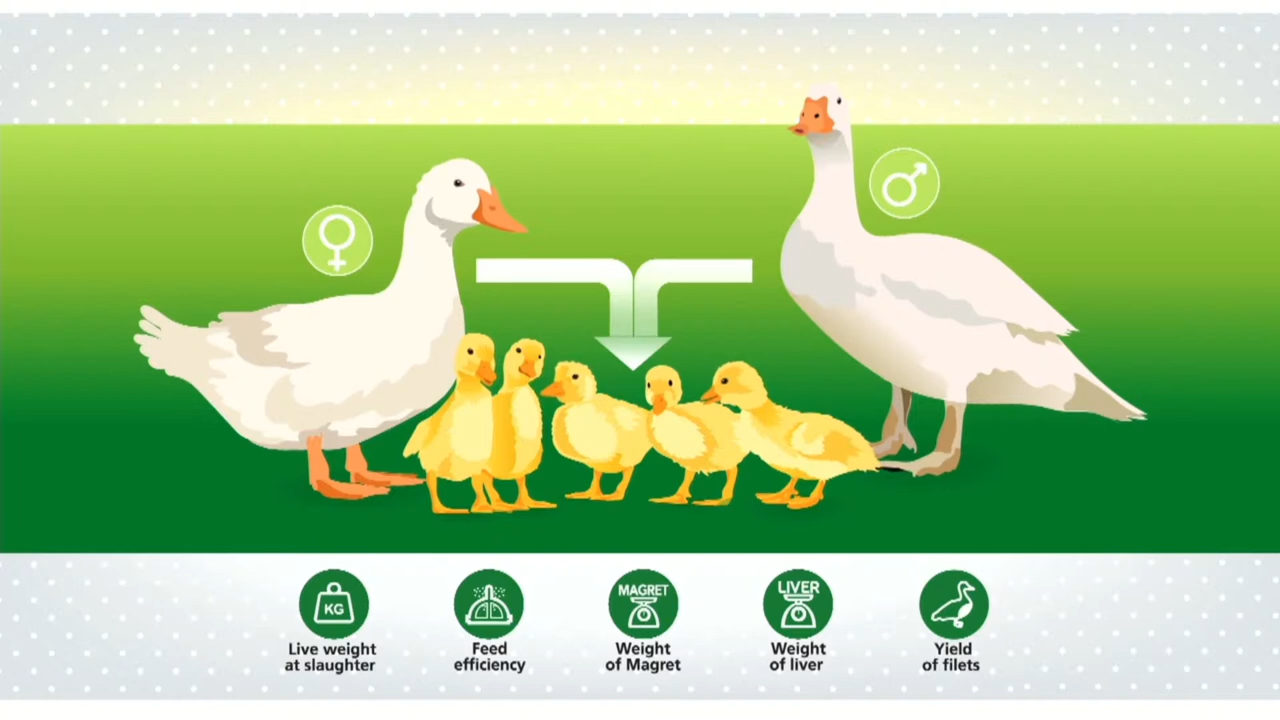 KG
MAGRET
LIVER
Live weight
at slaughter
Feed
efficiency
Weight
of Magret
Weight
of liver
Yield
of filets